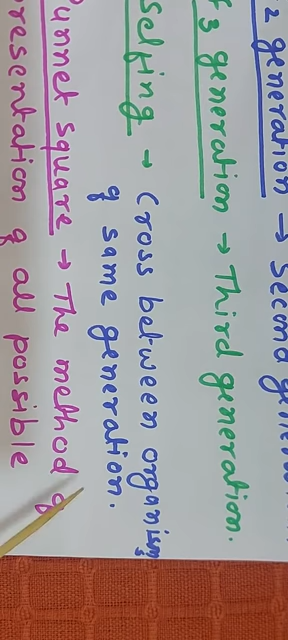 2 generation → Second
f3 generation → Third generation.
Selfing → Cross between organisms
of same generation.
Punnet square → The method of
presentation of all possible